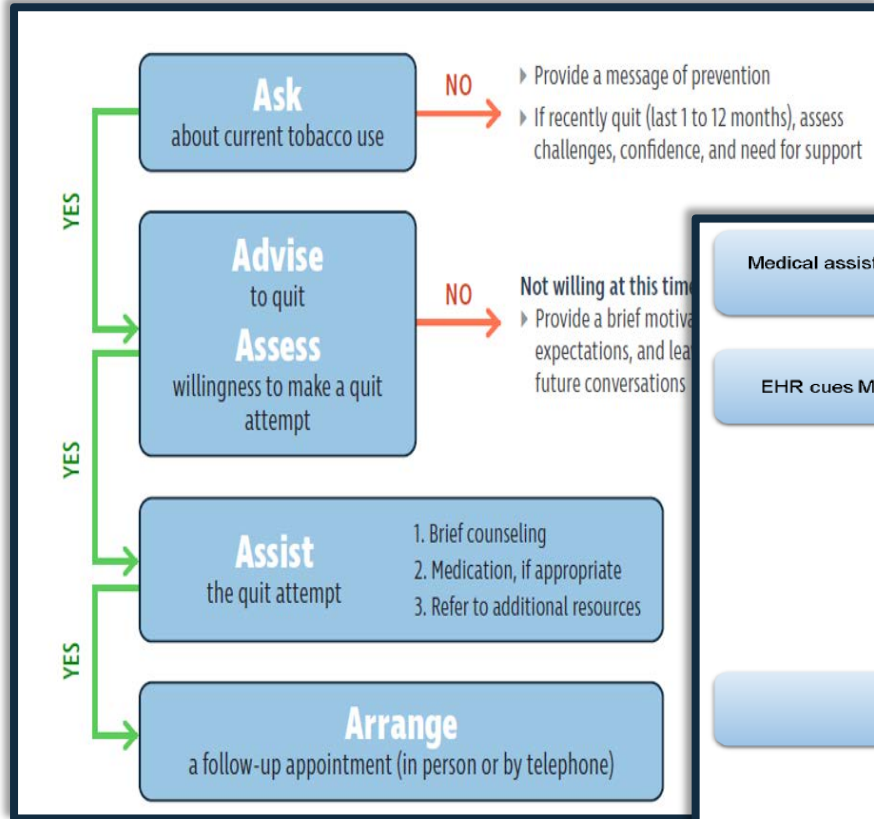 Ask
about current tobacco use
NO
Provide a message of prevention
If recently quit (last 1 to 12 months), assess
challenges, confidence, and need for support
YES
Advise
to quit
Assess
willingness to make a quit
attempt
NO
Not willing at this time
Provide a brief
expectations, and
future conversations
YES
Assist
the quit attempt
1. Brief counseling
2. Medication, if appropriate
3. Refer to additional resources
YES
Arrange
a follow-up appointment (in person or by telephone)
Medical
EHR cues